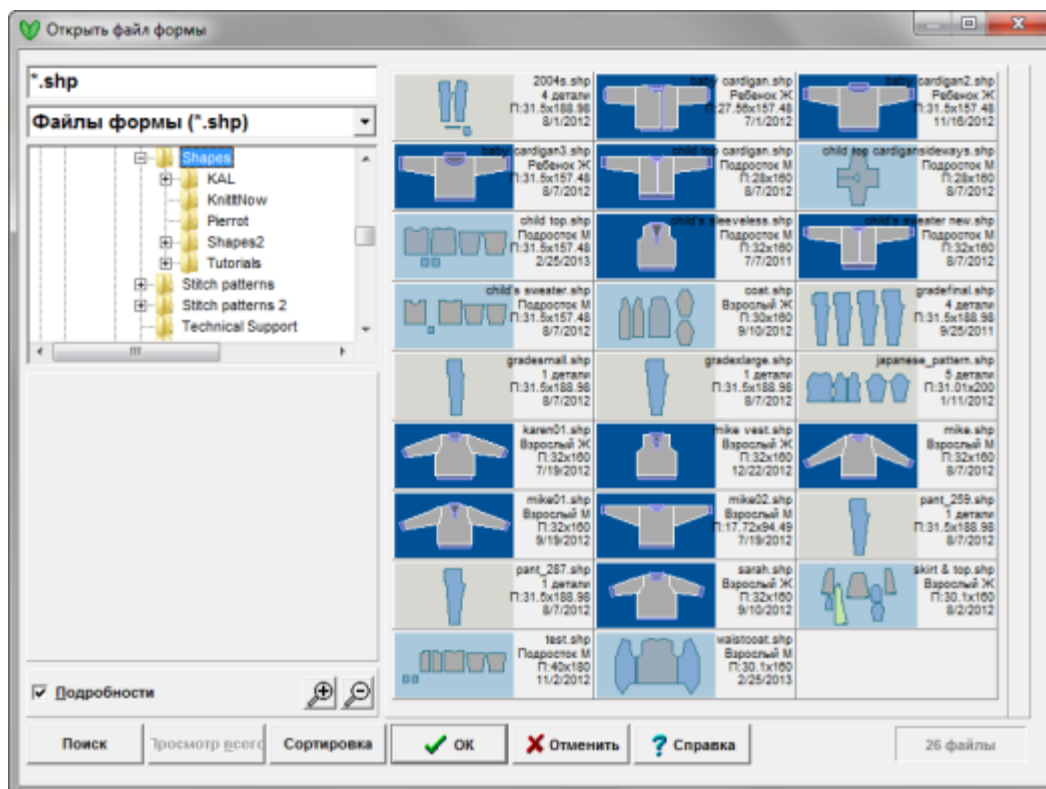 Открыть файл формы
*.shp
Файлы формы (*.shp)
Shapes
KAL
KnittNow
Pierrot
Shapes2
Tutorials
Stitch patterns
Stitch patterns 2
Technical Support
Подробности
2004s.shp
4 детали
П:31.5x188.98
8/1/2012
baby cardigan.shp
Ребенок Ж
П:27.56x157.48
7/1/2012
baby cardigan2.shp
Ребенок Ж
П:31.5x157.48
11/16/2012
baby cardigan3.shp
Ребенок Ж
П:31.5x157.48
8/7/2012
child top cardigan.shp
Подросток М
П:28x160
8/7/2012
child top cardigansideways.shp
Подросток М
П:28x160
8/7/2012
child top.shp
Подросток М
П:31.5x157.48
2/25/2013
child's sleeveless.shp
Подросток М
П:32x160
7/7/2011
child's sweater new.shp
Подросток М
П:32x160
8/7/2012
child's sweater.shp
Подросток М
П:31.5x157.48
8/7/2012
coat.shp
Взрослый Ж
П:30x160
9/10/2012
gradefinal.shp
4 детали
П:31.5x188.98
9/25/2011
gradesmall.shp
1 детали
П:31.5x188.98
8/7/2012
gradexlarge.shp
1 детали
П:31.5x188.98
8/7/2012
japanese_pattern.shp
5 детали
П:31.01x200
1/11/2012
karen01.shp
Взрослый Ж
П:32x160
7/19/2012
mike vest.shp
Взрослый М
П:32x160
12/22/2012
mike.shp
Взрослый М
П:32x160
8/7/2012
mike01.shp
Взрослый М
П:32x160
9/19/2012
mike02.shp
Взрослый М
П:17.72x94.49
7/19/2012
pant_259.shp
1 детали
П:31.5x188.98
8/7/2012
pant_287.shp
1 детали
П:31.5x188.98
8/7/2012
sarah.shp
Взрослый Ж
П:32x160
9/10/2012
skirt & top.shp
Взрослый Ж
П:30.1x160
8/2/2012
test.shp
Подросток М
П:40x180
11/2/2012
waistcoat.shp
Взрослый М
П:30.1x160
2/25/2013
Поиск
Просмотр всего
Сортировка
ОК
Отменить
Справка
26 файлы